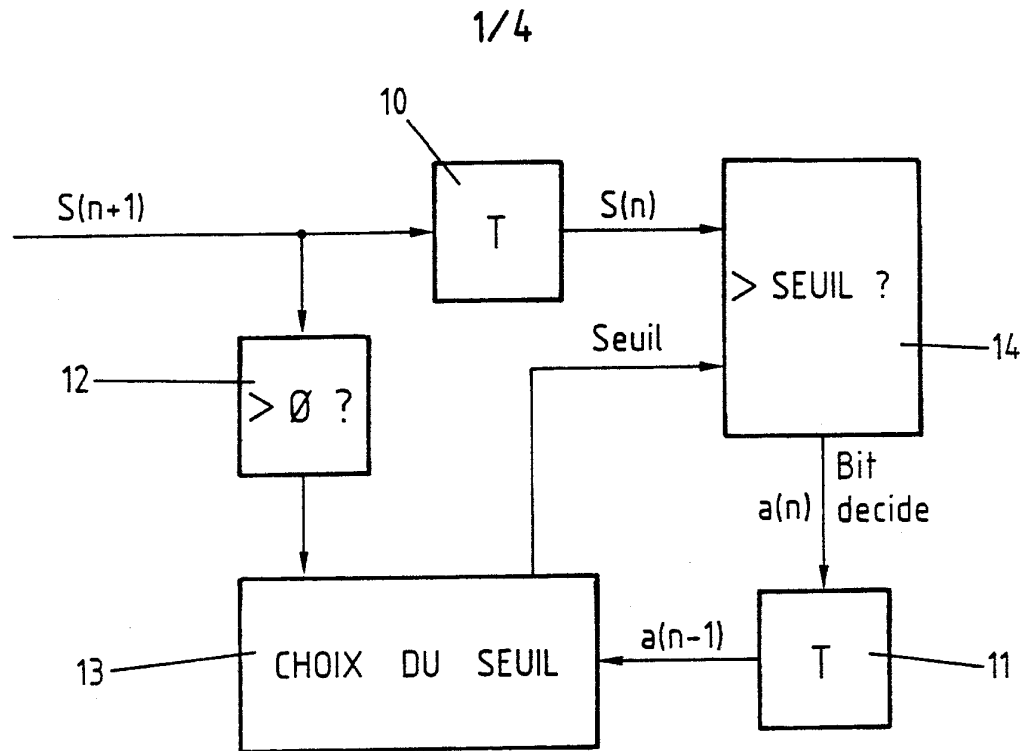 1/4
10
S(n+1)
T
S(n)
> SEUIL ?
14
Seuil
12
> Ø ?
Bit
a(n) decide
13
CHOIX DU SEUIL
a(n-1)
T
11